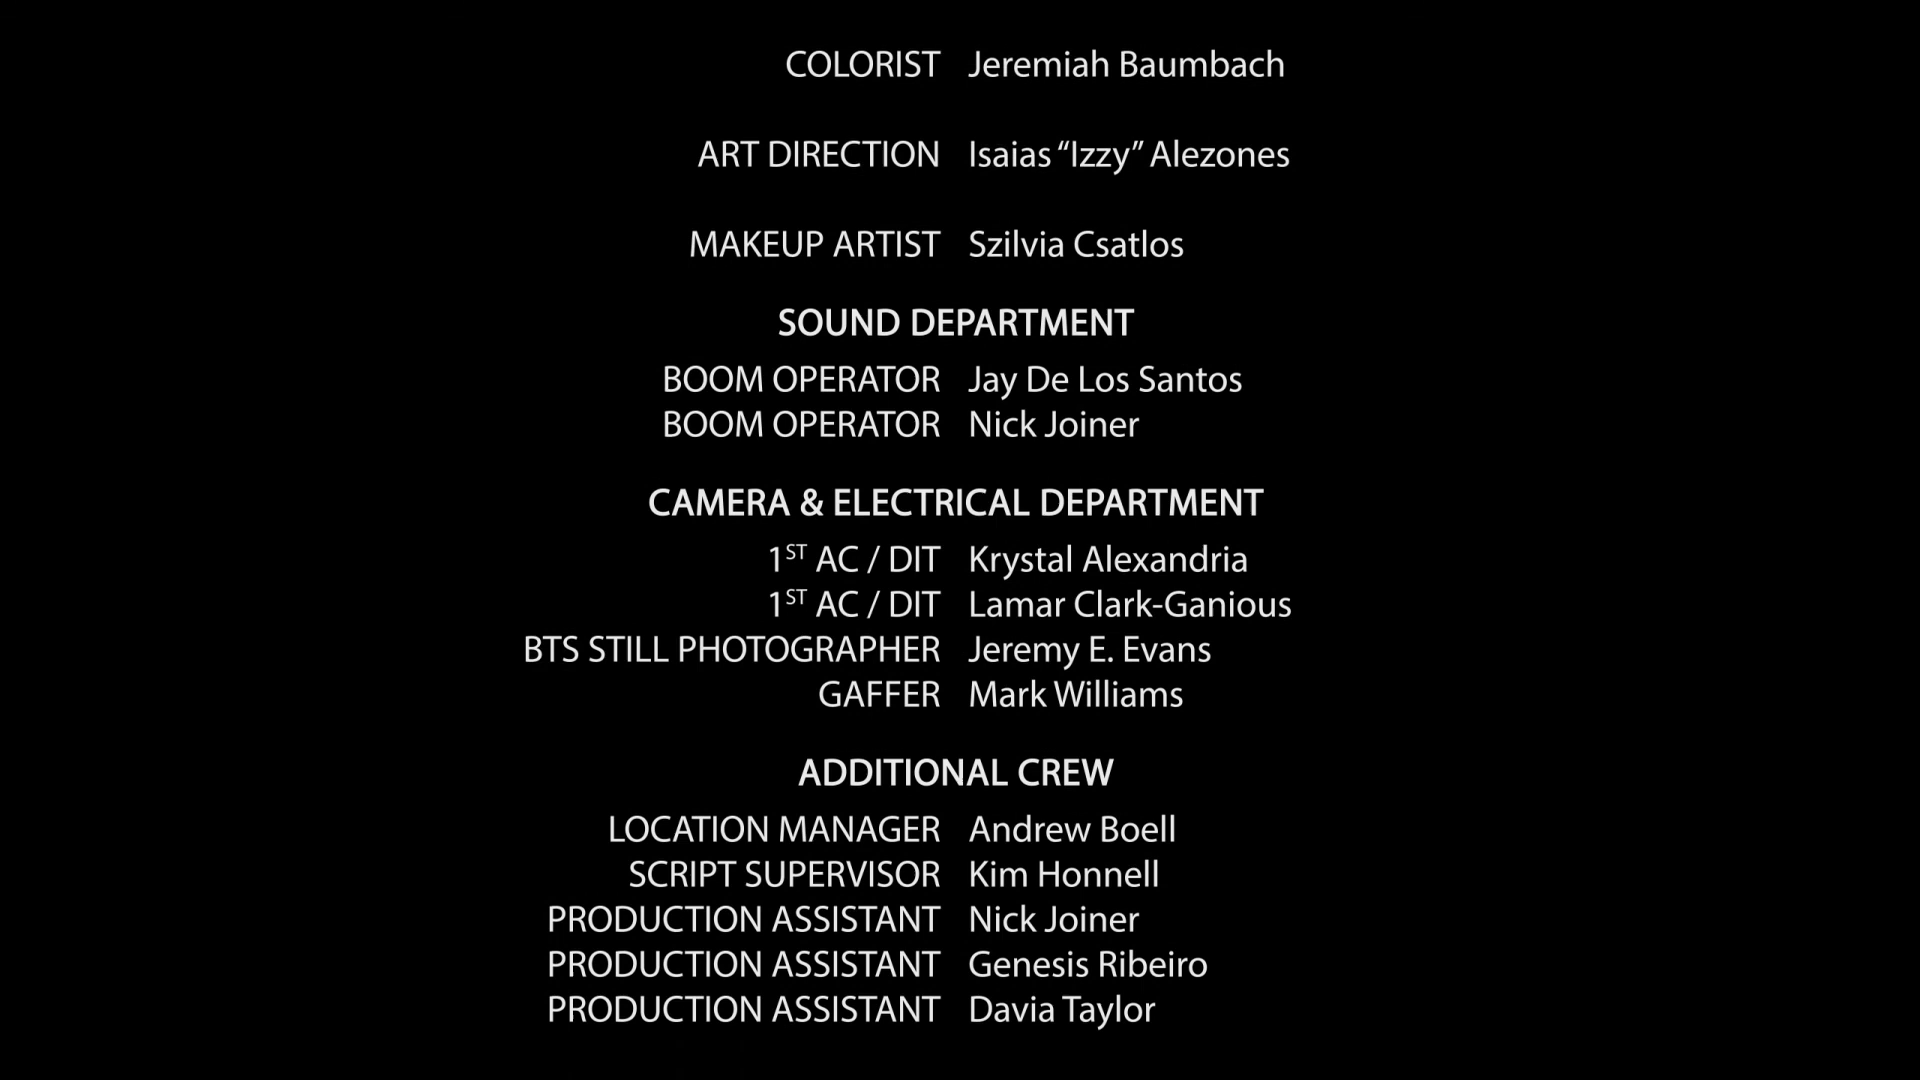 COLORIST Jeremiah Baumbach
ART DIRECTION Isaias “Izzy” Alezones
MAKEUP ARTIST Szilvia Csatlos
SOUND DEPARTMENT
BOOM OPERATOR Jay De Los Santos
BOOM OPERATOR Nick Joiner
CAMERA & ELECTRICAL DEPARTMENT
1ST AC / DIT Krystal Alexandria
1ST AC / DIT Lamar Clark-Ganious
BTS STILL PHOTOGRAPHER Jeremy E. Evans
GAFFER Mark Williams
ADDITIONAL CREW
LOCATION MANAGER Andrew Boell
SCRIPT SUPERVISOR Kim Honnell
PRODUCTION ASSISTANT Nick Joiner
PRODUCTION ASSISTANT Genesis Ribeiro
PRODUCTION ASSISTANT Davia Taylor